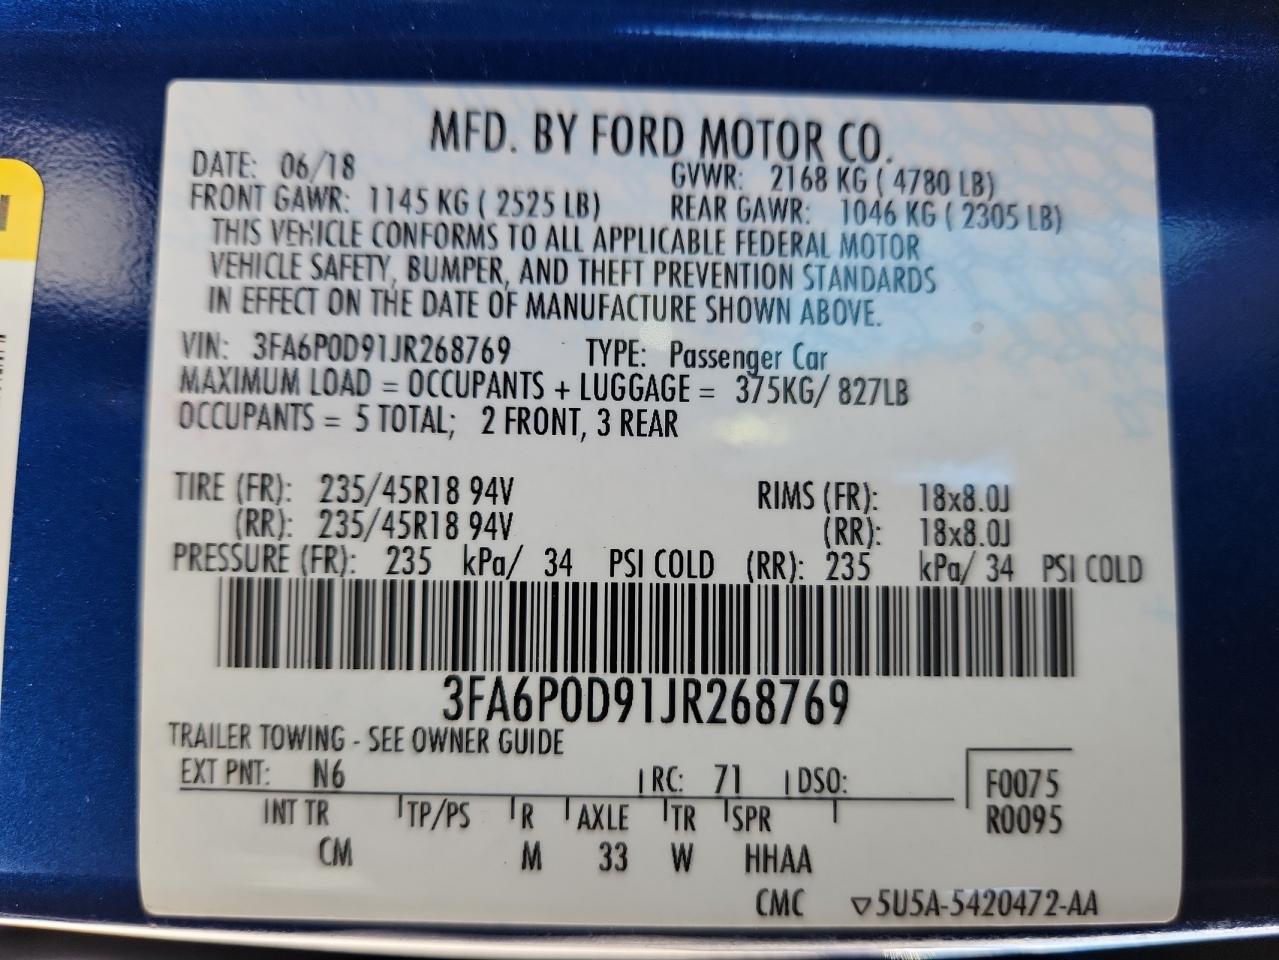 MFD. BY FORD MOTOR CO.
DATE: 06/18 GVWR: 2168 KG ( 4780 LB)
FRONT GAWR: 1145 KG ( 2525 LB) REAR GAWR: 1046 KG ( 2305 LB)
THIS VEHICLE CONFORMS TO ALL APPLICABLE FEDERAL MOTOR
VEHICLE SAFETY, BUMPER, AND THEFT PREVENTION STANDARDS
IN EFFECT ON THE DATE OF MANUFACTURE SHOWN ABOVE.
VIN: 3FA6P0D91JR268769 TYPE: Passenger Car
MAXIMUM LOAD = OCCUPANTS + LUGGAGE = 375KG/ 827LB
OCCUPANTS = 5 TOTAL; 2 FRONT, 3 REAR
TIRE (FR): 235/45R18 94V RIMS (FR): 18x8.0J
(RR): 235/45R18 94V (RR): 18x8.0J
PRESSURE (FR): 235 kPa/ 34 PSI COLD (RR): 235 kPa/ 34 PSI COLD
3FA6P0D91JR268769
TRAILER TOWING - SEE OWNER GUIDE
EXT PNT: N6 RC: 71 DSO: F0075
INT TR TP/PS R AXLE TR SPR R0095
CM M 33 W HHAA
CMC ▽5U5A-5420472-AA